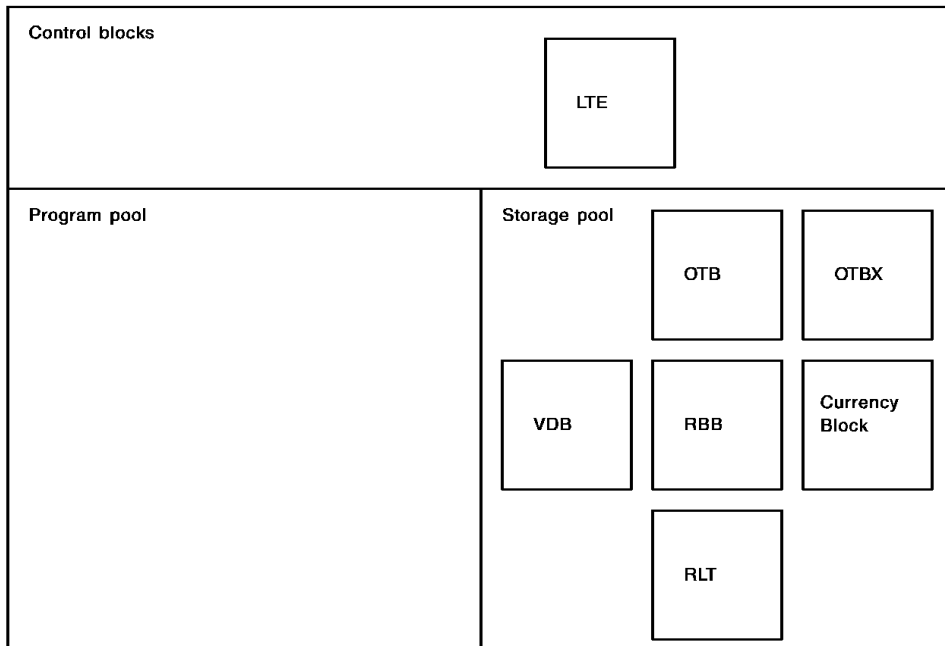 Control blocks
LTE
Program pool
Storage pool
OTB
OTBX
VDB
RBB
Currency
Block
RLT